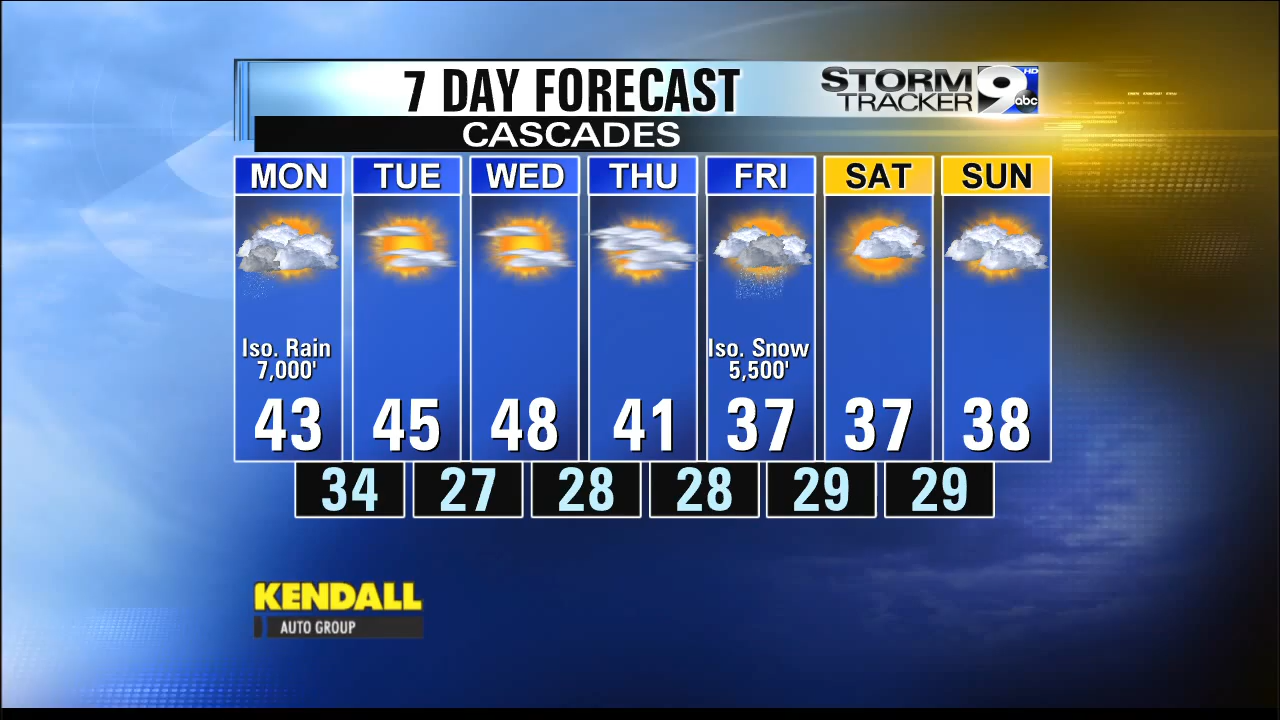 7 DAY FORECAST
STORM
TRACKER
9
HD
abc
CASCADES
MON TUE WED THU FRI SAT SUN
Iso. Rain Iso. Snow
7,000' 5,500'
43 45 48 41 37 37 38
34 27 28 28 29 29
KENDALL
AUTO GROUP